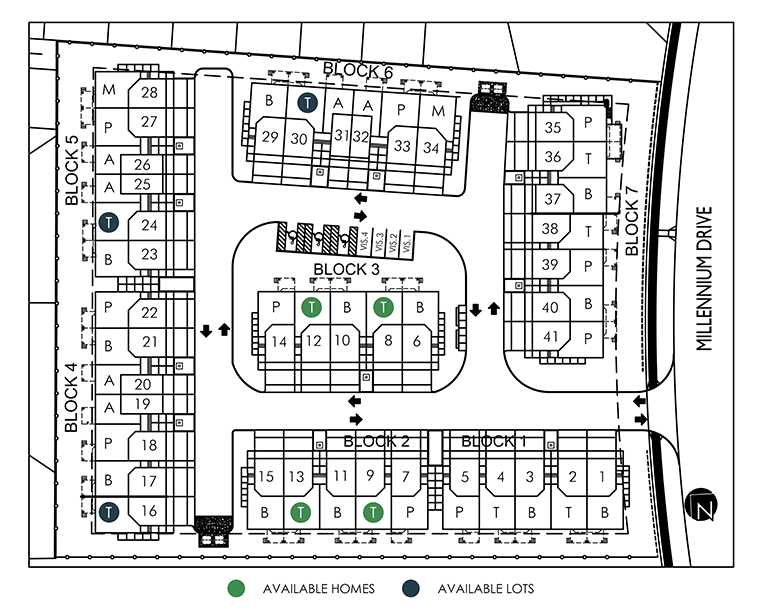 BLOCK 6
B T A A P M
29 30 31 32 33 34
BLOCK 5
M 28
P 27
A 26
A 25
T 24
B 23
BLOCK 4
P 22
B 21
A 20
A 19
P 18
B 17
T 16
VIS.4 VIS.3 VIS.2 VIS.1
BLOCK 3
P T B T B
14 12 10 8 6
BLOCK 7
35 P
36 T
37 B
38 T
39 P
40 B
41 P
MILLENNIUM DRIVE
BLOCK 2
15 13 11 9 7
B T B T P
BLOCK 1
5 4 3 2 1
P T B T B
N
AVAILABLE HOMES
AVAILABLE LOTS